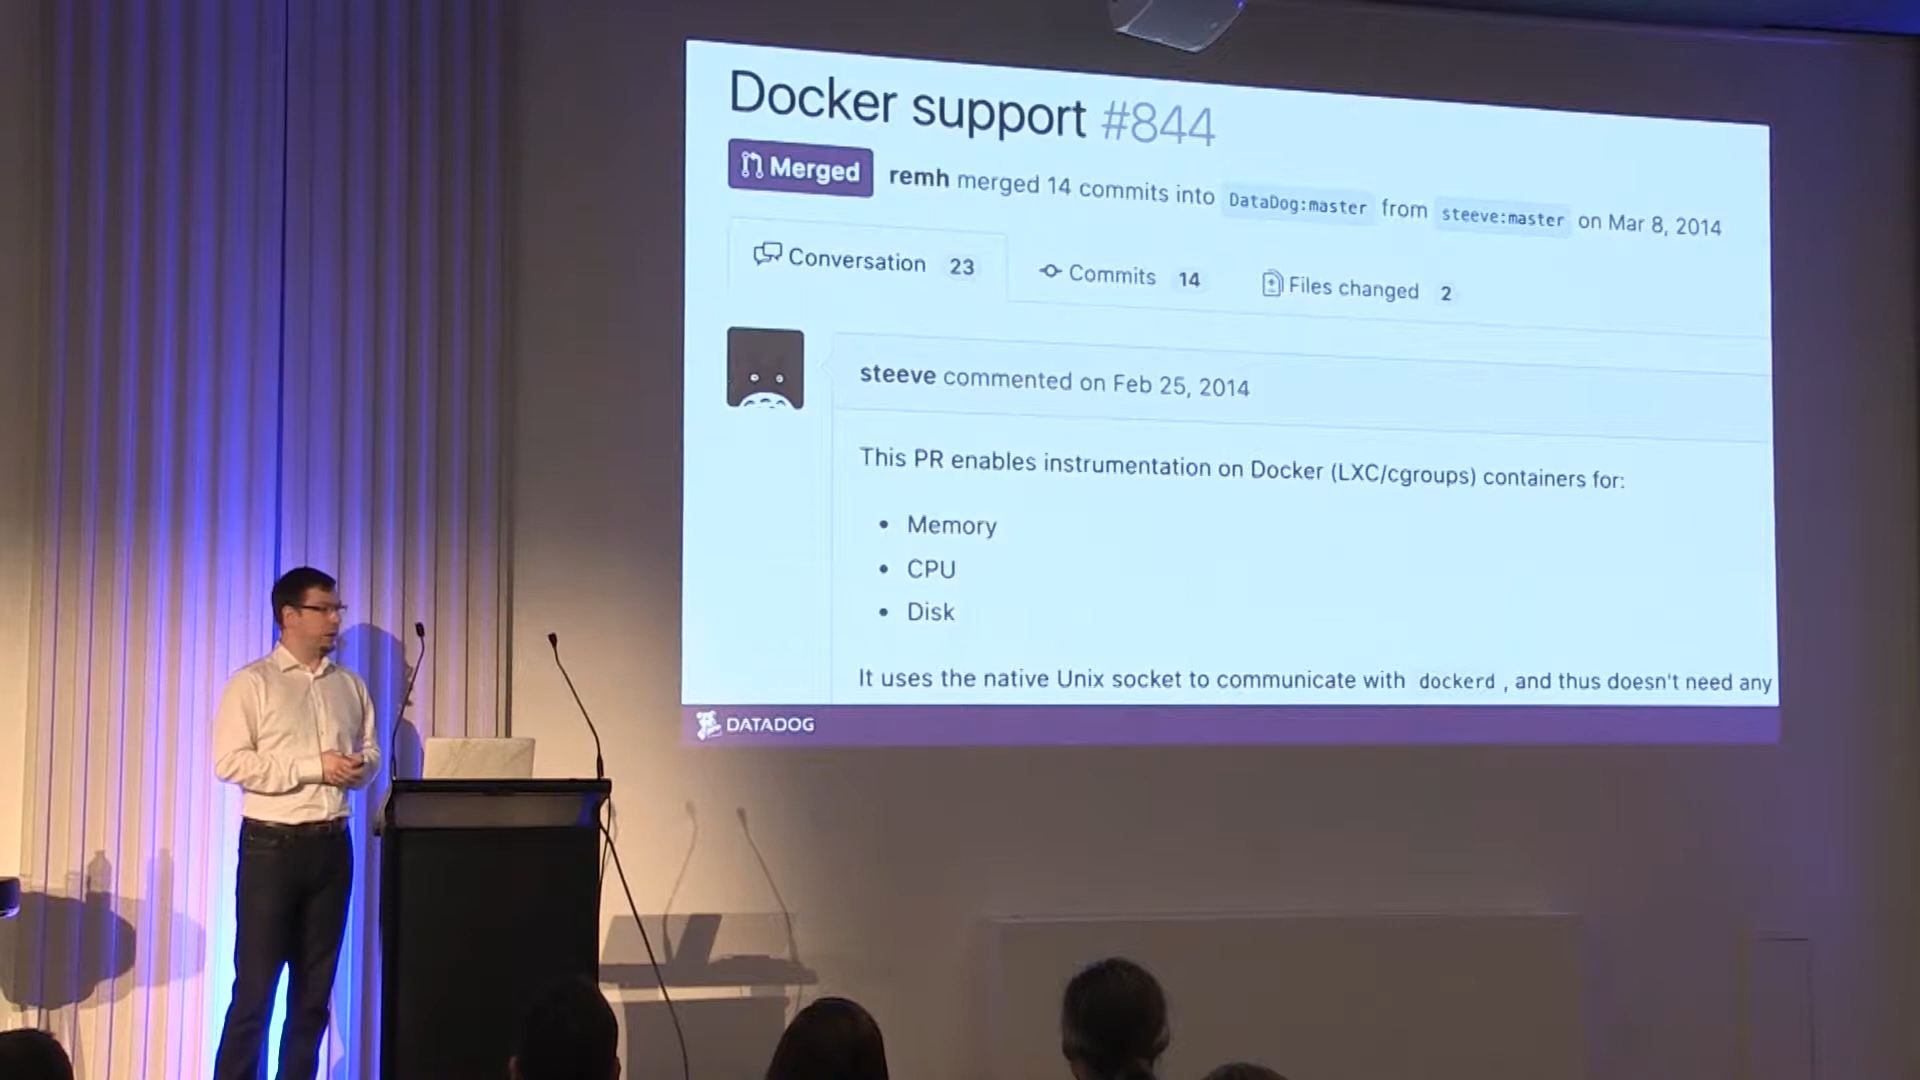 Docker support #844
Merged remh merged 14 commits into DataDog:master from steeve:master on Mar 8, 2014
Conversation 23 Commits 14 Files changed 2
steeve commented on Feb 25, 2014
This PR enables instrumentation on Docker (LXC/cgroups) containers for:
• Memory
• CPU
• Disk
It uses the native Unix socket to communicate with dockerd , and thus doesn't need any
DATADOG